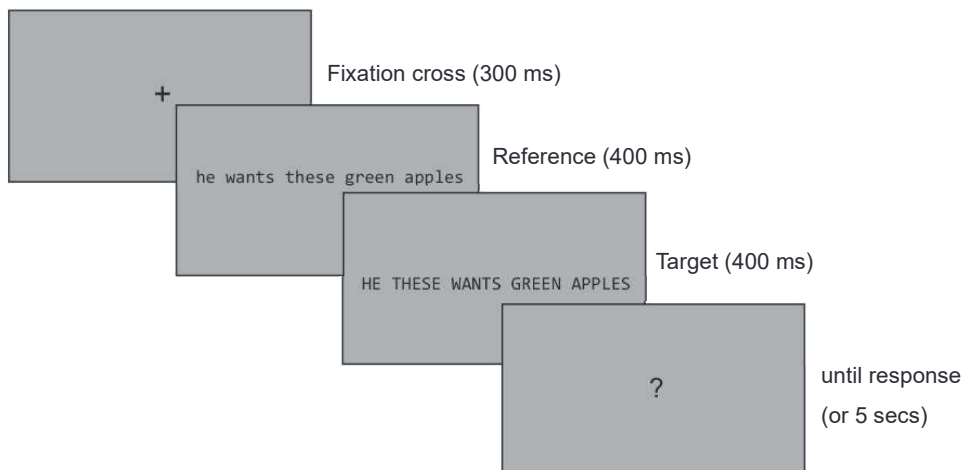 +
Fixation cross (300 ms)
he wants these green apples
Reference (400 ms)
HE THESE WANTS GREEN APPLES
Target (400 ms)
?
until response
(or 5 secs)